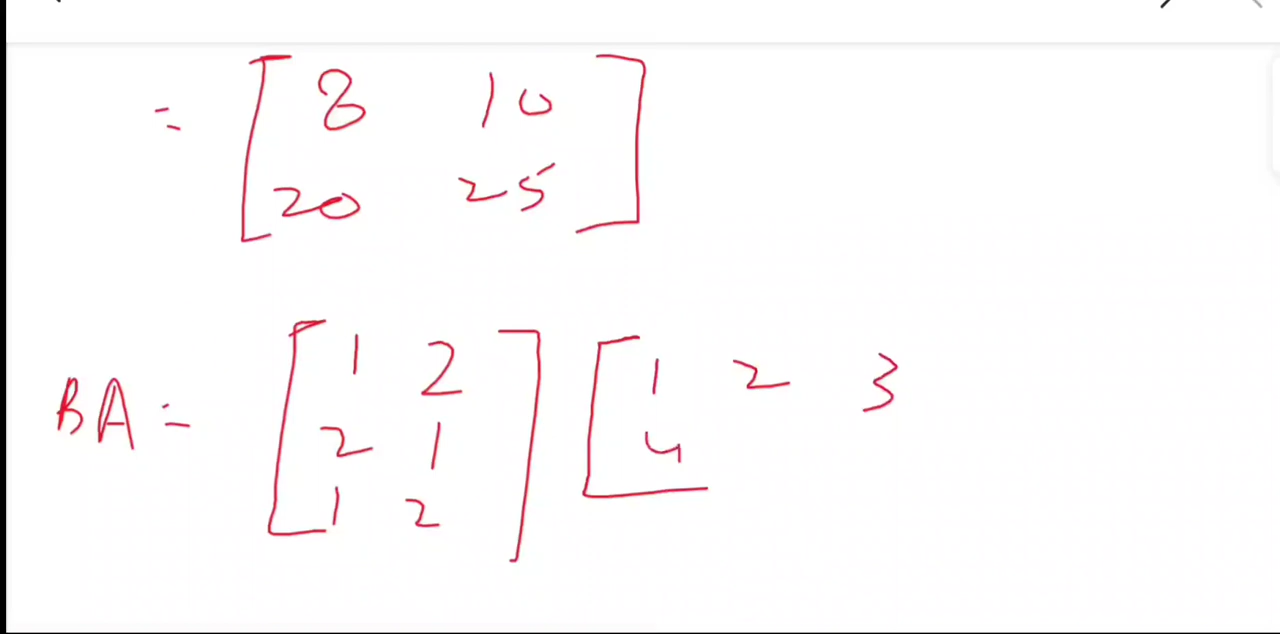 = [ 8 10
20 25 ]
BA = [ 1 2
2 1
1 2 ] [ 1 2 3
4